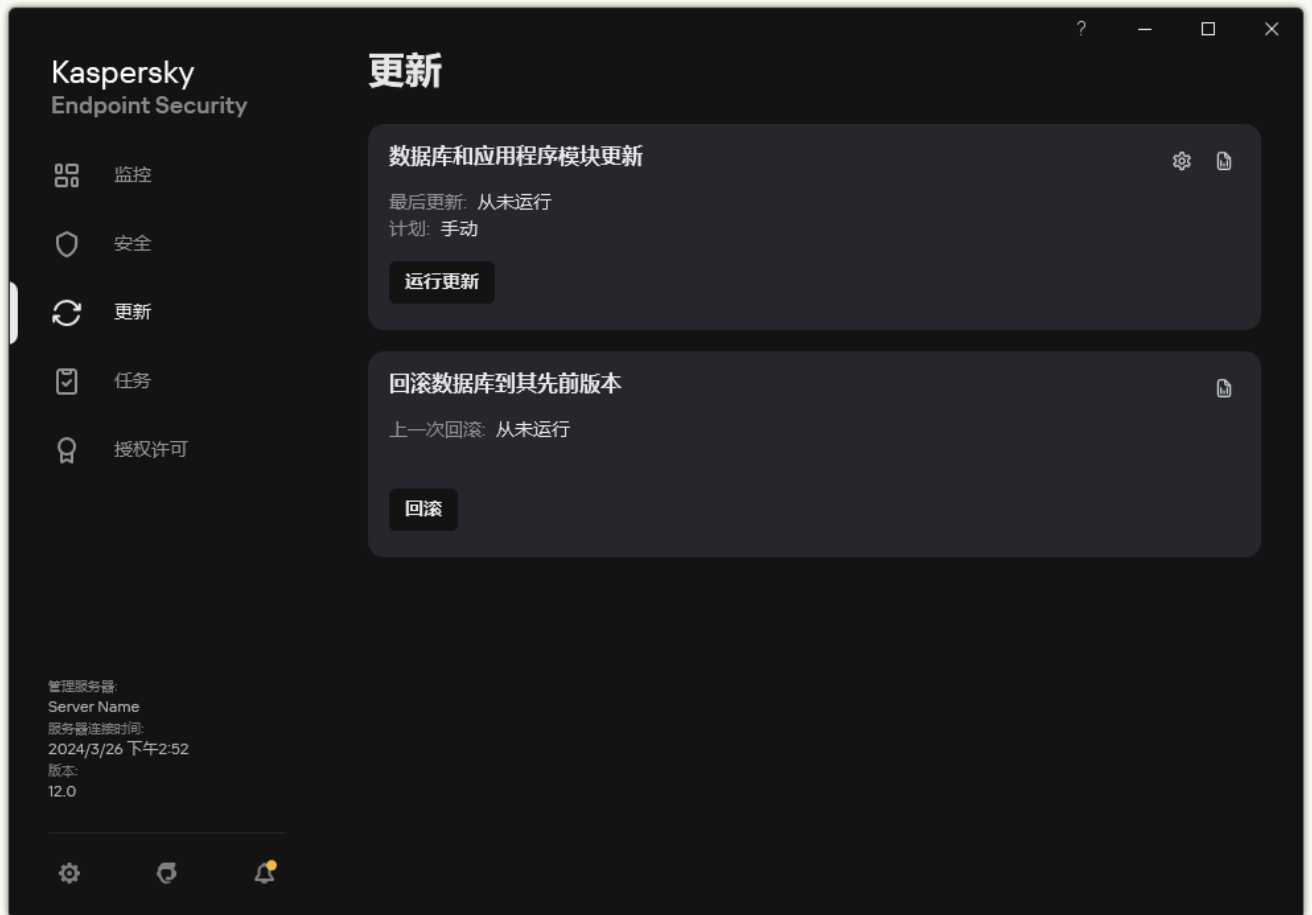 ?
Kaspersky
Endpoint Security
监控
安全
更新
任务
授权许可
管理服务器:
Server Name
服务器连接时间:
2024/3/26 下午2:52
版本:
12.0
更新
数据库和应用程序模块更新
最后更新: 从未运行
计划: 手动
运行更新
回滚数据库到其先前版本
上一次回滚: 从未运行
回滚